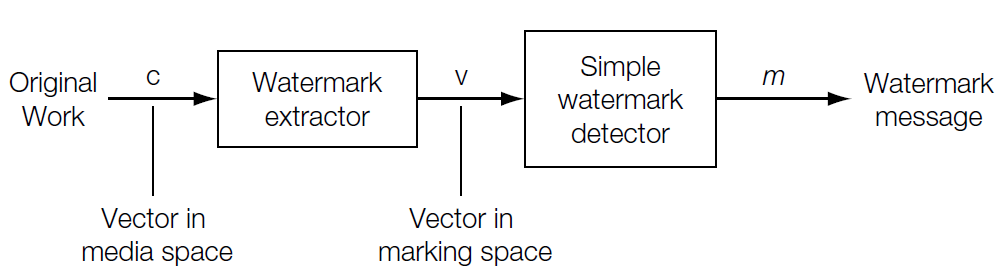 Original
Work
c
Watermark
extractor
v
Simple
watermark
detector
m
Watermark
message
Vector in
media space
Vector in
marking space